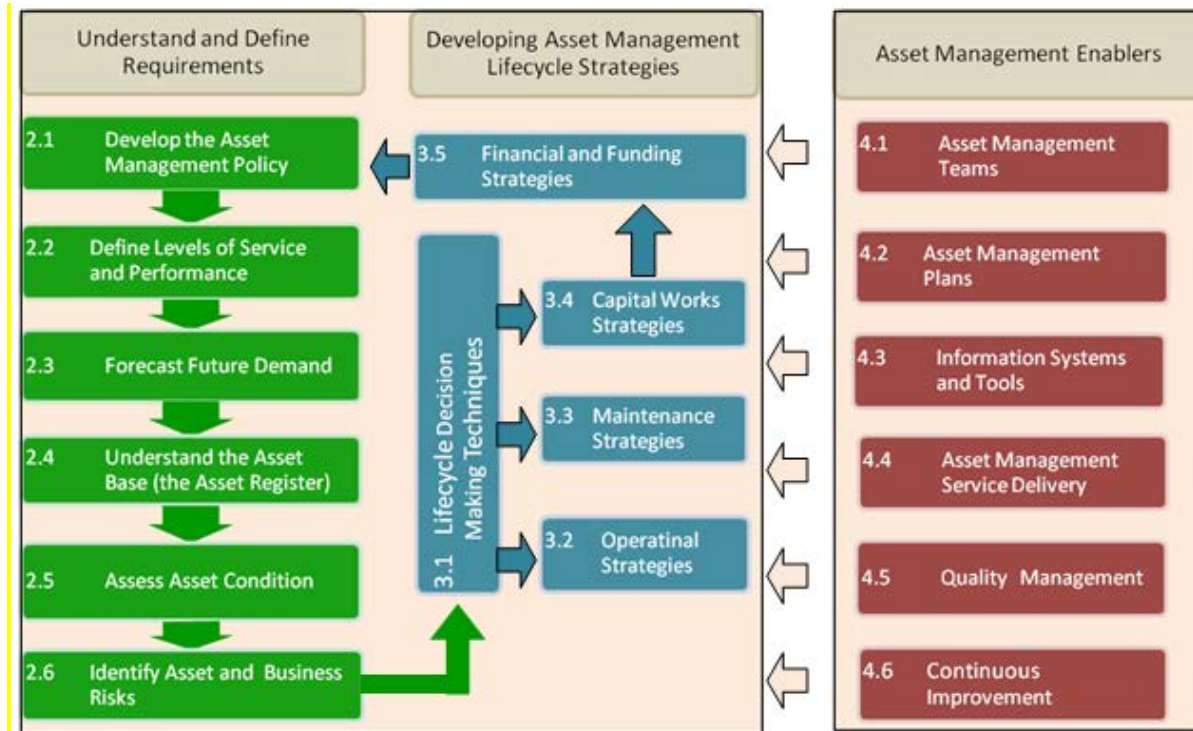 Understand and Define
Requirements
2.1 Develop the Asset
Management Policy
2.2 Define Levels of Service
and Performance
2.3 Forecast Future Demand
2.4 Understand the Asset
Base (the Asset Register)
2.5 Assess Asset Condition
2.6 Identify Asset and Business
Risks
Developing Asset Management
Lifecycle Strategies
3.5 Financial and Funding
Strategies
3.1 Lifecycle Decision
Making Techniques
3.4 Capital Works
Strategies
3.3 Maintenance
Strategies
3.2 Operatinal
Strategies
Asset Management Enablers
4.1 Asset Management
Teams
4.2 Asset Management
Plans
4.3 Information Systems
and Tools
4.4 Asset Management
Service Delivery
4.5 Quality Management
4.6 Continuous
Improvement